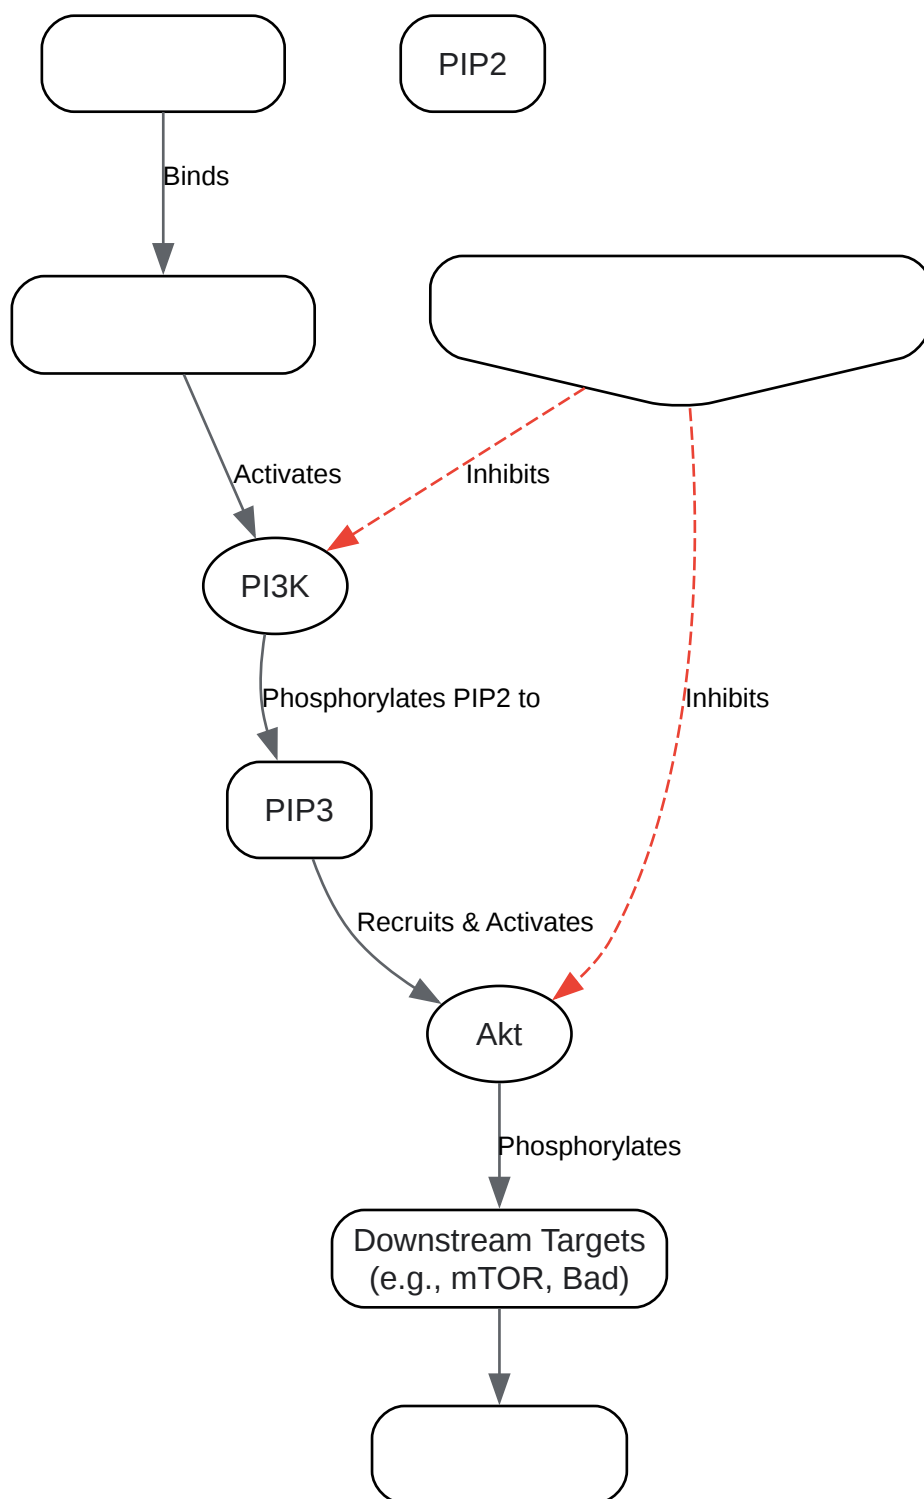 PIP2
Binds
Activates
Inhibits
PI3K
Phosphorylates PIP2 to
Inhibits
PIP3
Recruits & Activates
Akt
Phosphorylates
Downstream Targets
(e.g., mTOR, Bad)